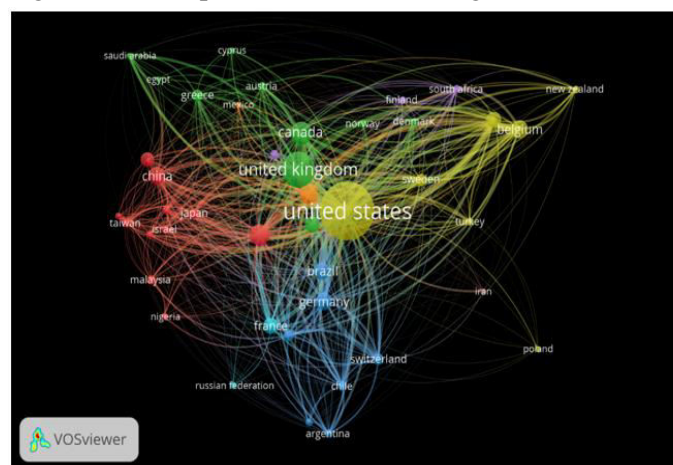 saudi arabia
cyprus
egypt
austria
greece
mexico
finland
south africa
new zealand
canada
norway
denmark
belgium
united kingdom
china
sweden
united states
japan
taiwan
israel
turkey
malaysia
brazil
iran
germany
nigeria
france
poland
switzerland
russian federation
chile
argentina
VOSviewer